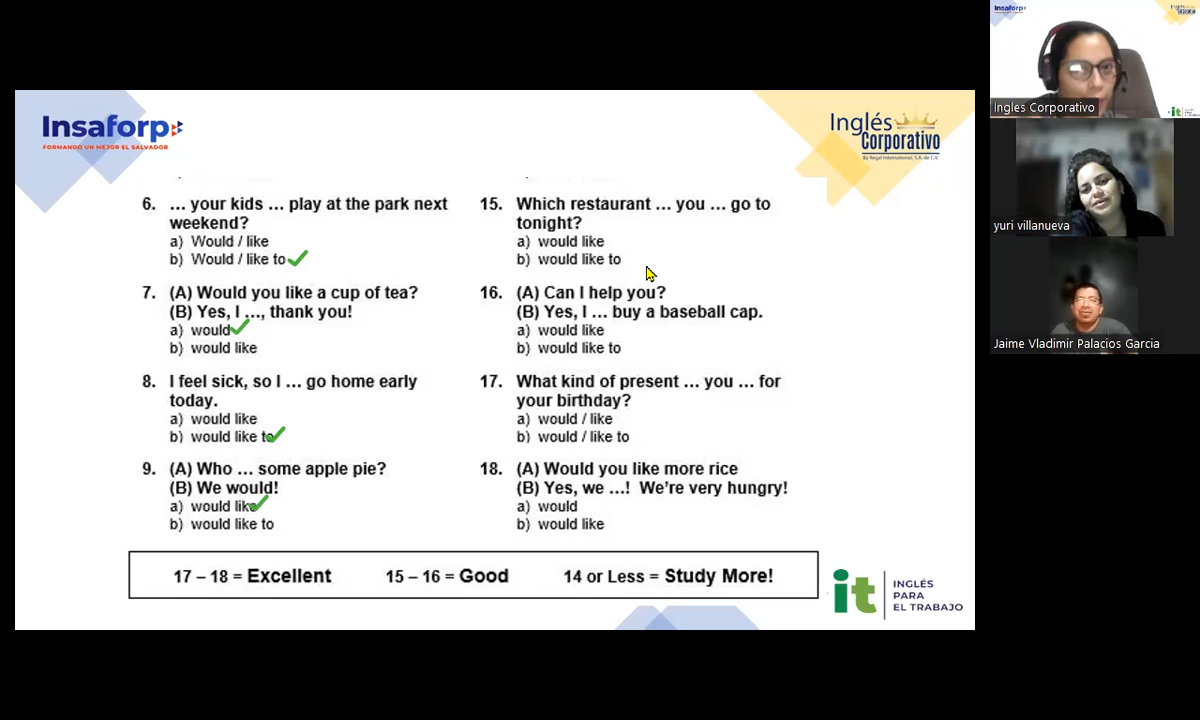 Insaforp
FORMANDO UN MEJOR EL SALVADOR
Inglés
Corporativo
By Regal International, S.A. de C.V.
6. ... your kids ... play at the park next
weekend?
a) Would / like
b) Would / like to
7. (A) Would you like a cup of tea?
(B) Yes, I ..., thank you!
a) would
b) would like
8. I feel sick, so I ... go home early
today.
a) would like
b) would like to
9. (A) Who ... some apple pie?
(B) We would!
a) would like
b) would like to
15. Which restaurant ... you ... go to
tonight?
a) would like
b) would like to
16. (A) Can I help you?
(B) Yes, I ... buy a baseball cap.
a) would like
b) would like to
17. What kind of present ... you ... for
your birthday?
a) would / like
b) would / like to
18. (A) Would you like more rice
(B) Yes, we ...! We're very hungry!
a) would
b) would like
17 – 18 = Excellent 15 – 16 = Good 14 or Less = Study More!
it INGLÉS
PARA
EL TRABAJO
Insaforp
Inglés
Corporativo
it
Ingles Corporativo
yuri villanueva
Jaime Vladimir Palacios Garcia